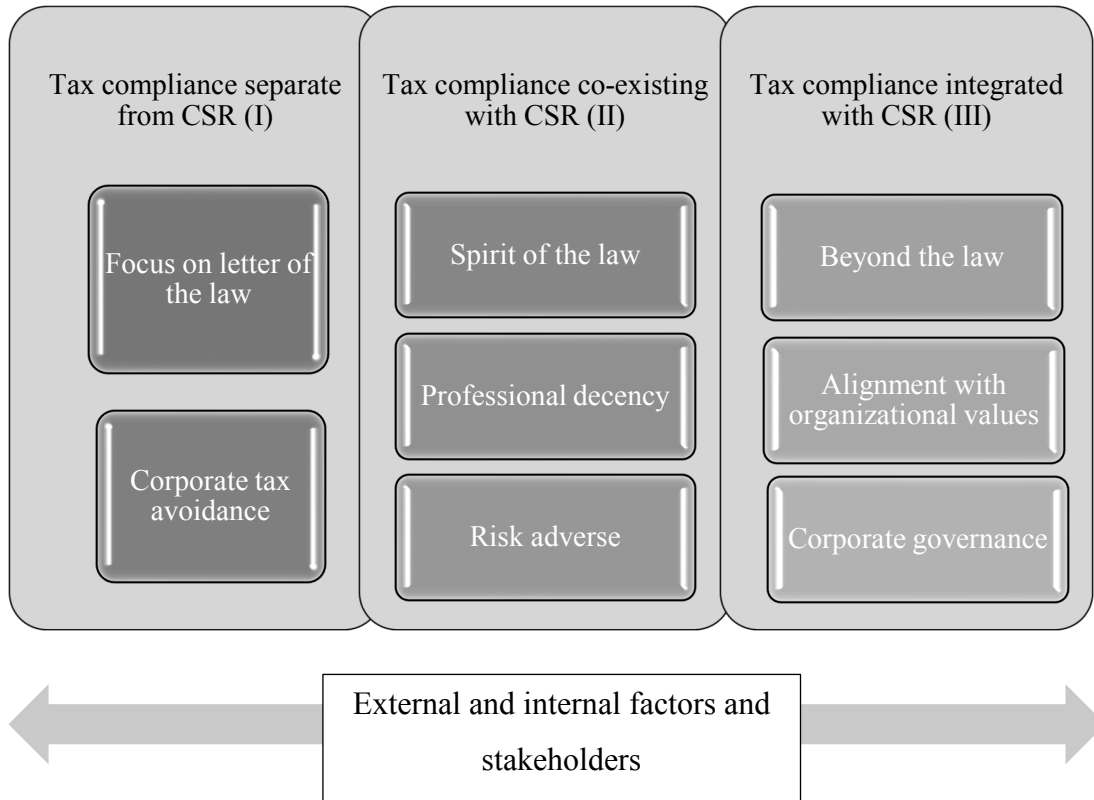 Tax compliance separate
from CSR (I)
Focus on letter of
the law
Corporate tax
avoidance
Tax compliance co-existing
with CSR (II)
Spirit of the law
Professional decency
Risk adverse
Tax compliance integrated
with CSR (III)
Beyond the law
Alignment with
organizational values
Corporate governance
External and internal factors and
stakeholders